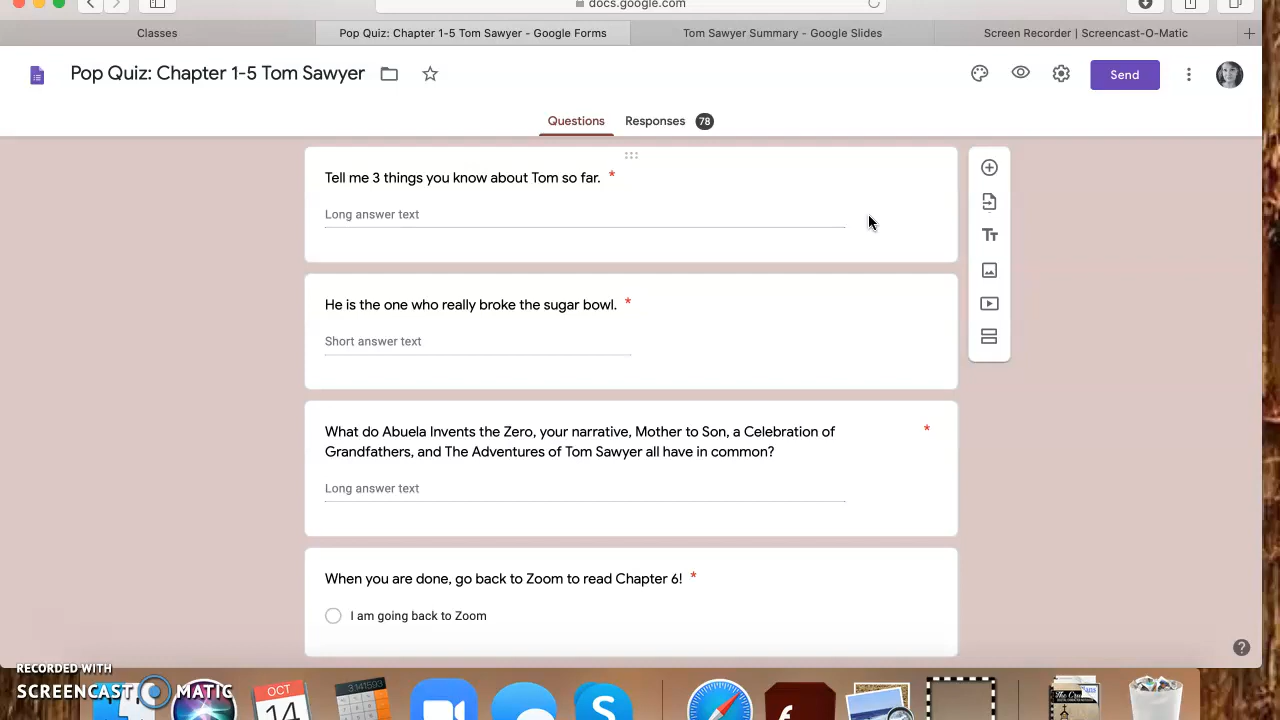 docs.google.com
Classes
Pop Quiz: Chapter 1-5 Tom Sawyer - Google Forms
Tom Sawyer Summary - Google Slides
Screen Recorder | Screencast-O-Matic
Pop Quiz: Chapter 1-5 Tom Sawyer
Send
Questions
Responses 78
Tell me 3 things you know about Tom so far. *
Long answer text
He is the one who really broke the sugar bowl. *
Short answer text
What do Abuela Invents the Zero, your narrative, Mother to Son, a Celebration of *
Grandfathers, and The Adventures of Tom Sawyer all have in common?
Long answer text
When you are done, go back to Zoom to read Chapter 6! *
I am going back to Zoom
Tт
?
RECORDED WITH
SCREENCAST MATIC
OCT
14
3.141593
S